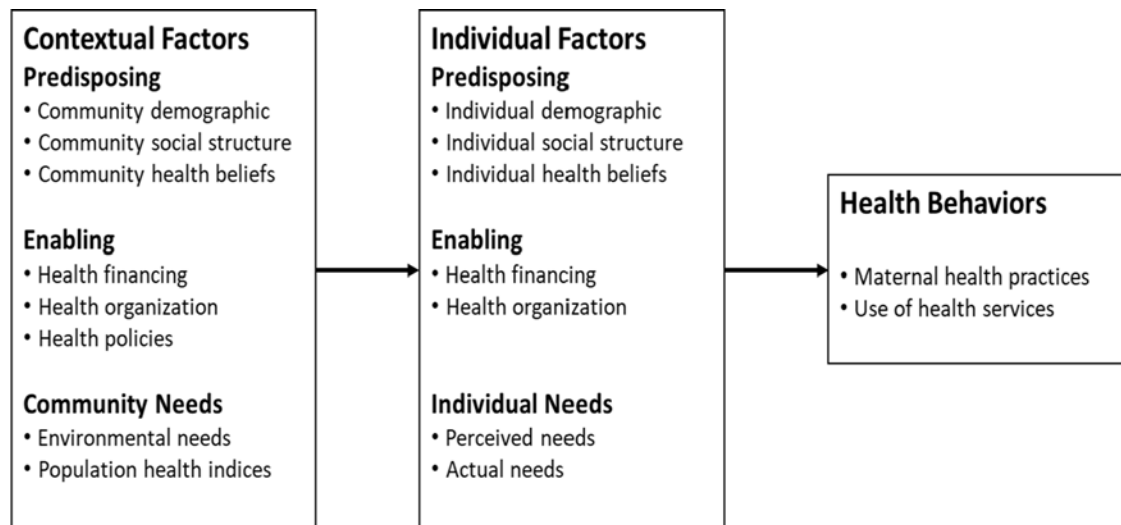 Contextual Factors
Predisposing
• Community demographic
• Community social structure
• Community health beliefs
Enabling
• Health financing
• Health organization
• Health policies
Community Needs
• Environmental needs
• Population health indices
Individual Factors
Predisposing
• Individual demographic
• Individual social structure
• Individual health beliefs
Enabling
• Health financing
• Health organization
Individual Needs
• Perceived needs
• Actual needs
Health Behaviors
• Maternal health practices
• Use of health services